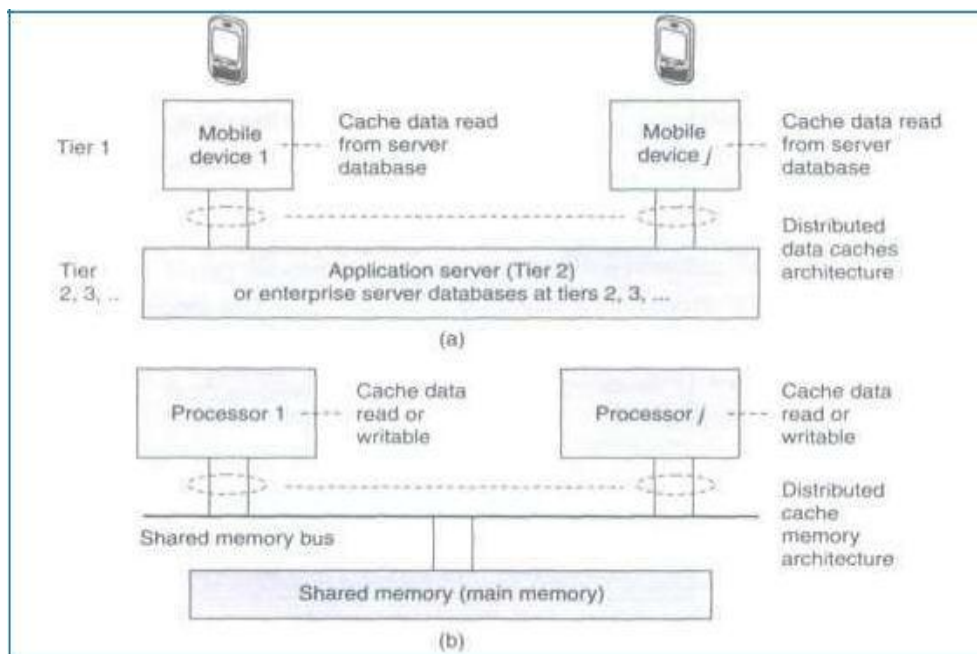 Tier 1
Mobile
device 1
Cache data read
from server
database
Mobile
device j
Cache data read
from server
database
Distributed
data caches
architecture
Tier
2, 3, ..
Application server (Tier 2)
or enterprise server databases at tiers 2, 3, ...
(a)
Processor 1
Cache data
read or
writable
Processor j
Cache data
read or
writable
Distributed
cache
memory
architecture
Shared memory bus
Shared memory (main memory)
(b)